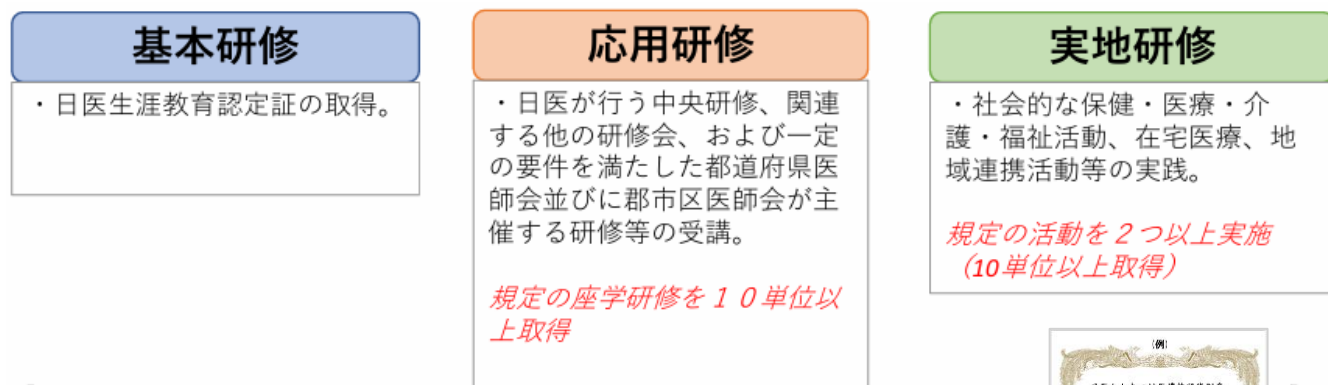 基本研修
・日医生涯教育認定証の取得。
応用研修
・日医が行う中央研修、関連
する他の研修会、および一定
の要件を満たした都道府県医
師会並びに郡市区医師会が主
催する研修等の受講。
規定の座学研修を１０単位以
上取得
実地研修
・社会的な保健・医療・介
護・福祉活動、在宅医療、地
域連携活動等の実践。
規定の活動を２つ以上実施
（10単位以上取得）
（例）